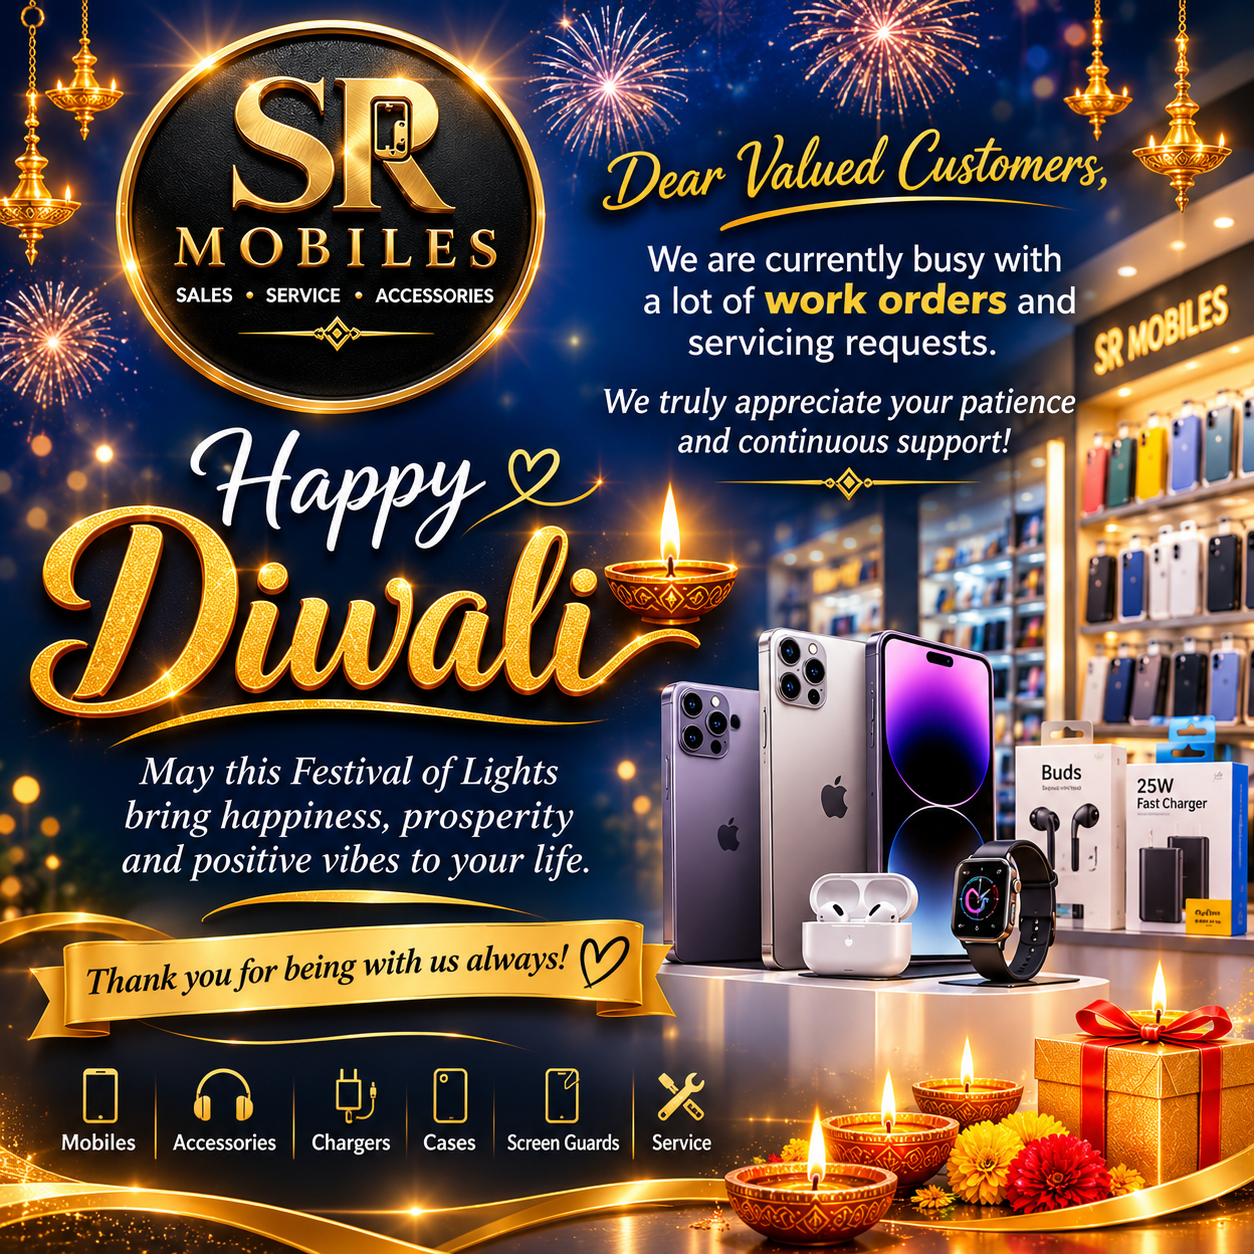 SR
MOBILES
SALES • SERVICE • ACCESSORIES
Dear Valued Customers,
We are currently busy with
a lot of work orders and
servicing requests.
We truly appreciate your patience
and continuous support!
SR MOBILES
Happy
Diwali
May this Festival of Lights
bring happiness, prosperity
and positive vibes to your life.
Thank you for being with us always!
Buds
25W
Fast Charger
Mobiles
Accessories
Chargers
Cases
Screen Guards
Service